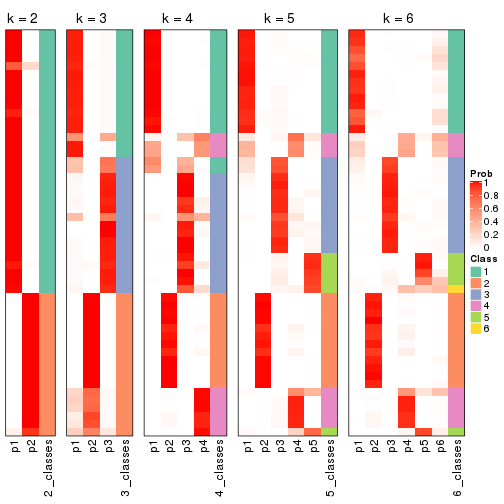 k = 2
k = 3
k = 4
k = 5
k = 6
p1
p2
2_classes
p1
p2
p3
3_classes
p1
p2
p3
p4
4_classes
p1
p2
p3
p4
p5
5_classes
p1
p2
p3
p4
p5
p6
6_classes
Prob
1
0.8
0.6
0.4
0.2
0
Class
1
2
3
4
5
6